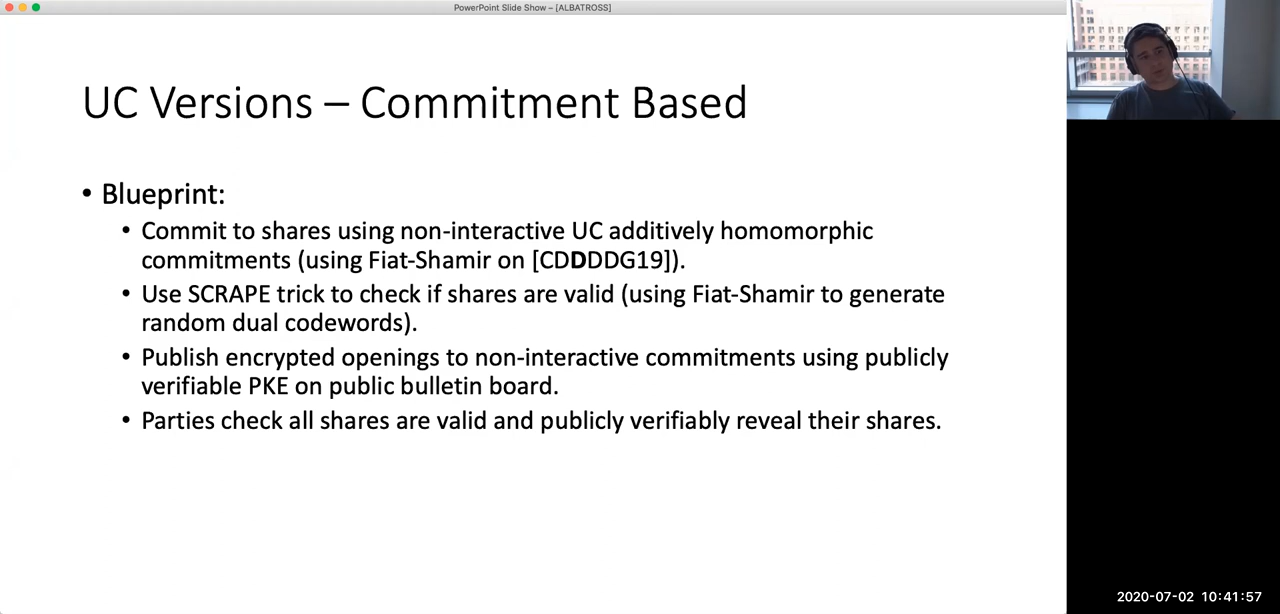 PowerPoint Slide Show – [ALBATROSS]
UC Versions – Commitment Based
• Blueprint:
• Commit to shares using non-interactive UC additively homomorphic
commitments (using Fiat-Shamir on [CDDDDG19]).
• Use SCRAPE trick to check if shares are valid (using Fiat-Shamir to generate
random dual codewords).
• Publish encrypted openings to non-interactive commitments using publicly
verifiable PKE on public bulletin board.
• Parties check all shares are valid and publicly verifiably reveal their shares.
2020-07-02 10:41:57